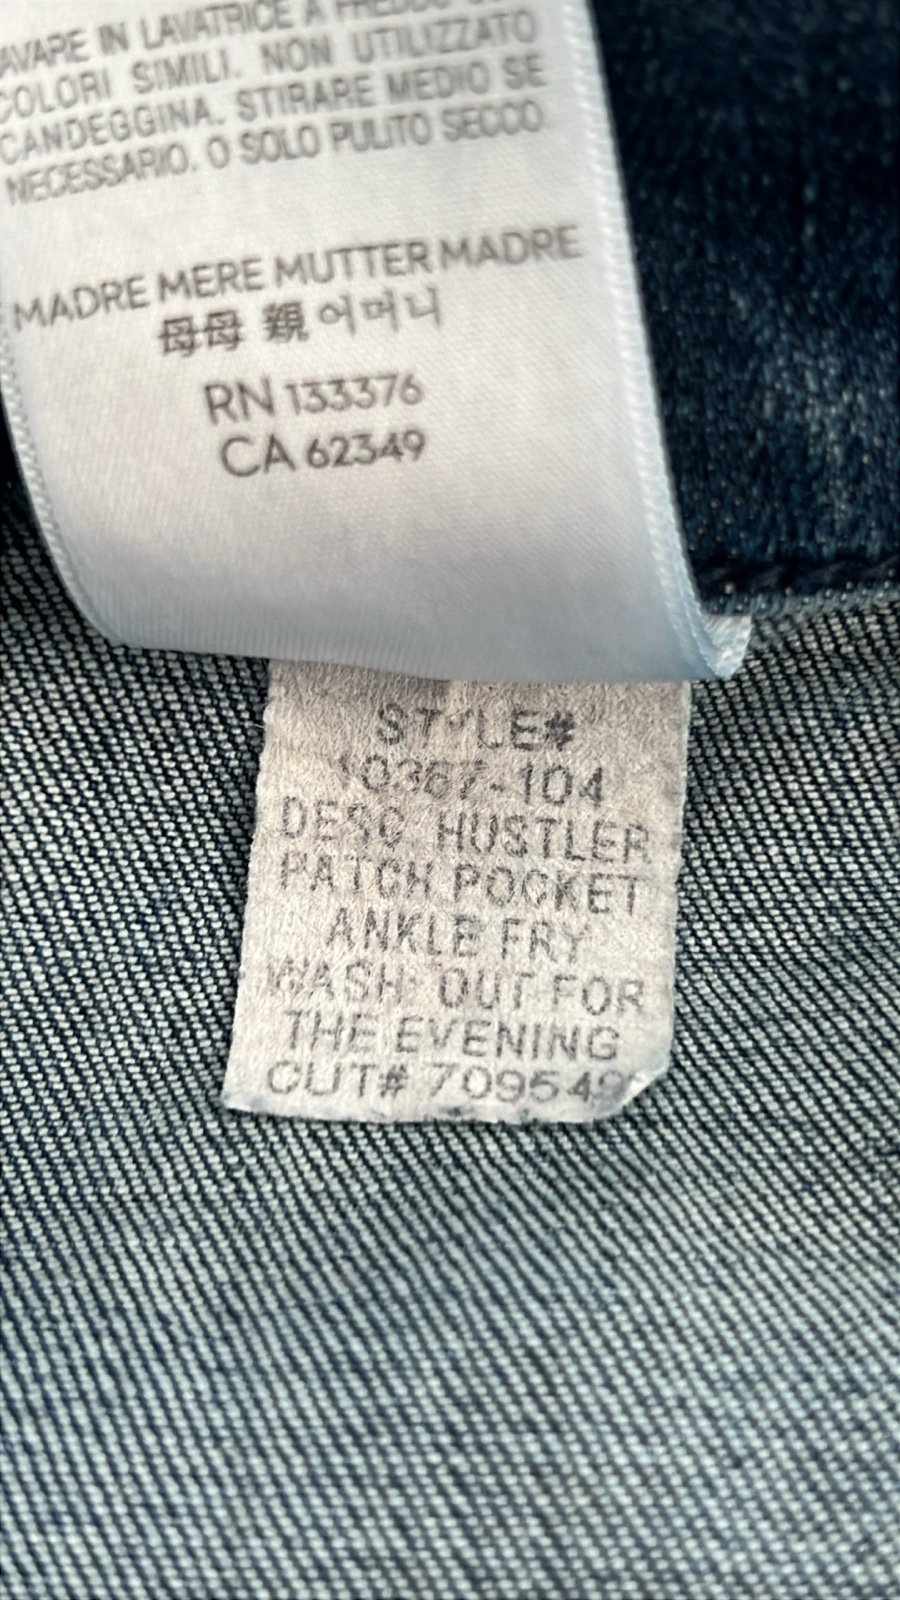 AVARE IN LAVATRICE A FREDDO
COLORI SIMILI. NON UTILIZZATO
CANDEGGINA. STIRARE MEDIO SE
NECESSARIO. O SOLO PULITO SECCO.
MADRE MERE MUTTER MADRE
母母 親 어머니
RN 133376
CA 62349
STYLE#
10367-104
DESC: HUSTLER
PATCH POCKET
ANKLE FRY
WASH: OUT FOR
THE EVENING
CUT# 709549